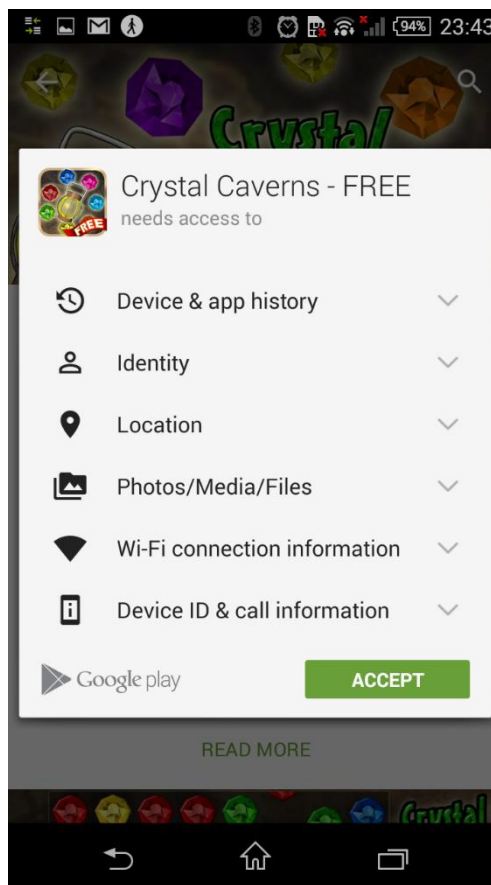 94% 23:43
Crystal
FREE
Crystal Caverns - FREE
needs access to
Device & app history
Identity
Location
Photos/Media/Files
Wi-Fi connection information
Device ID & call information
Google play
ACCEPT
READ MORE
Crystal